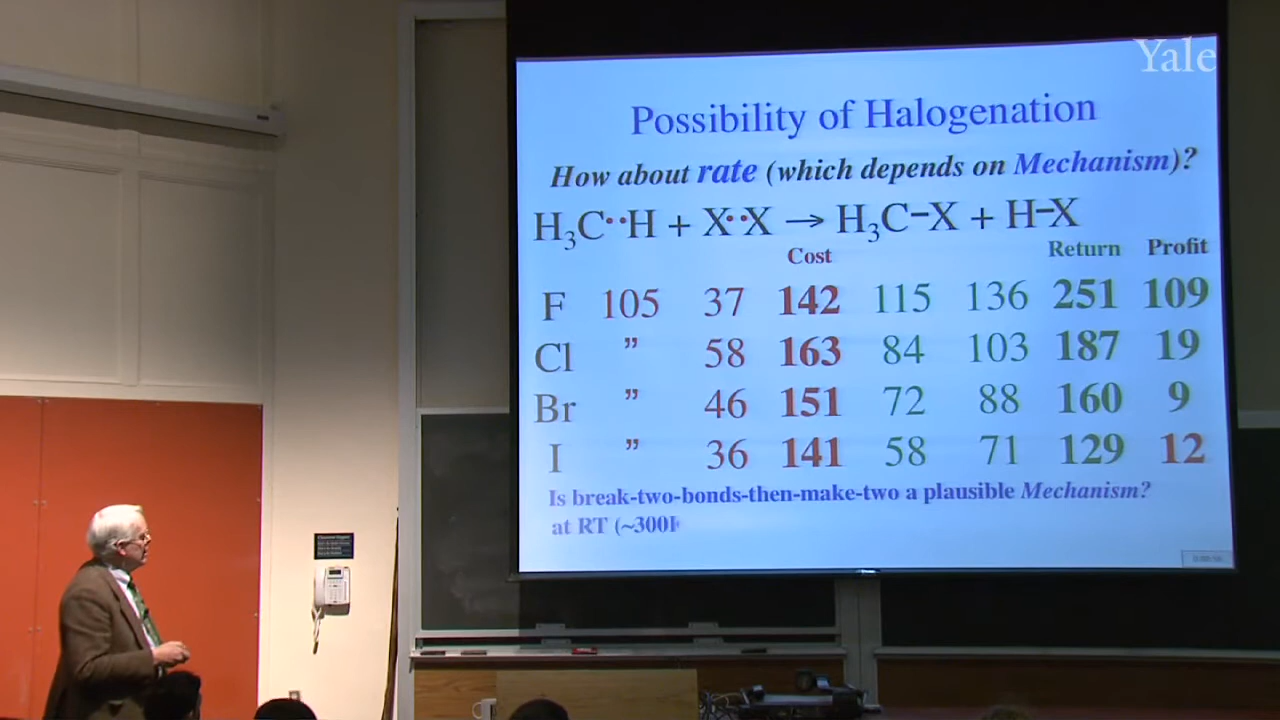 Yale
Possibility of Halogenation
How about rate (which depends on Mechanism)?
H₃C··H + X··X → H₃C–X + H–X
Cost Return Profit
F 105 37 142 115 136 251 109
Cl ” 58 163 84 103 187 19
Br ” 46 151 72 88 160 9
I ” 36 141 58 71 129 12
Is break-two-bonds-then-make-two a plausible Mechanism?
at RT (~300